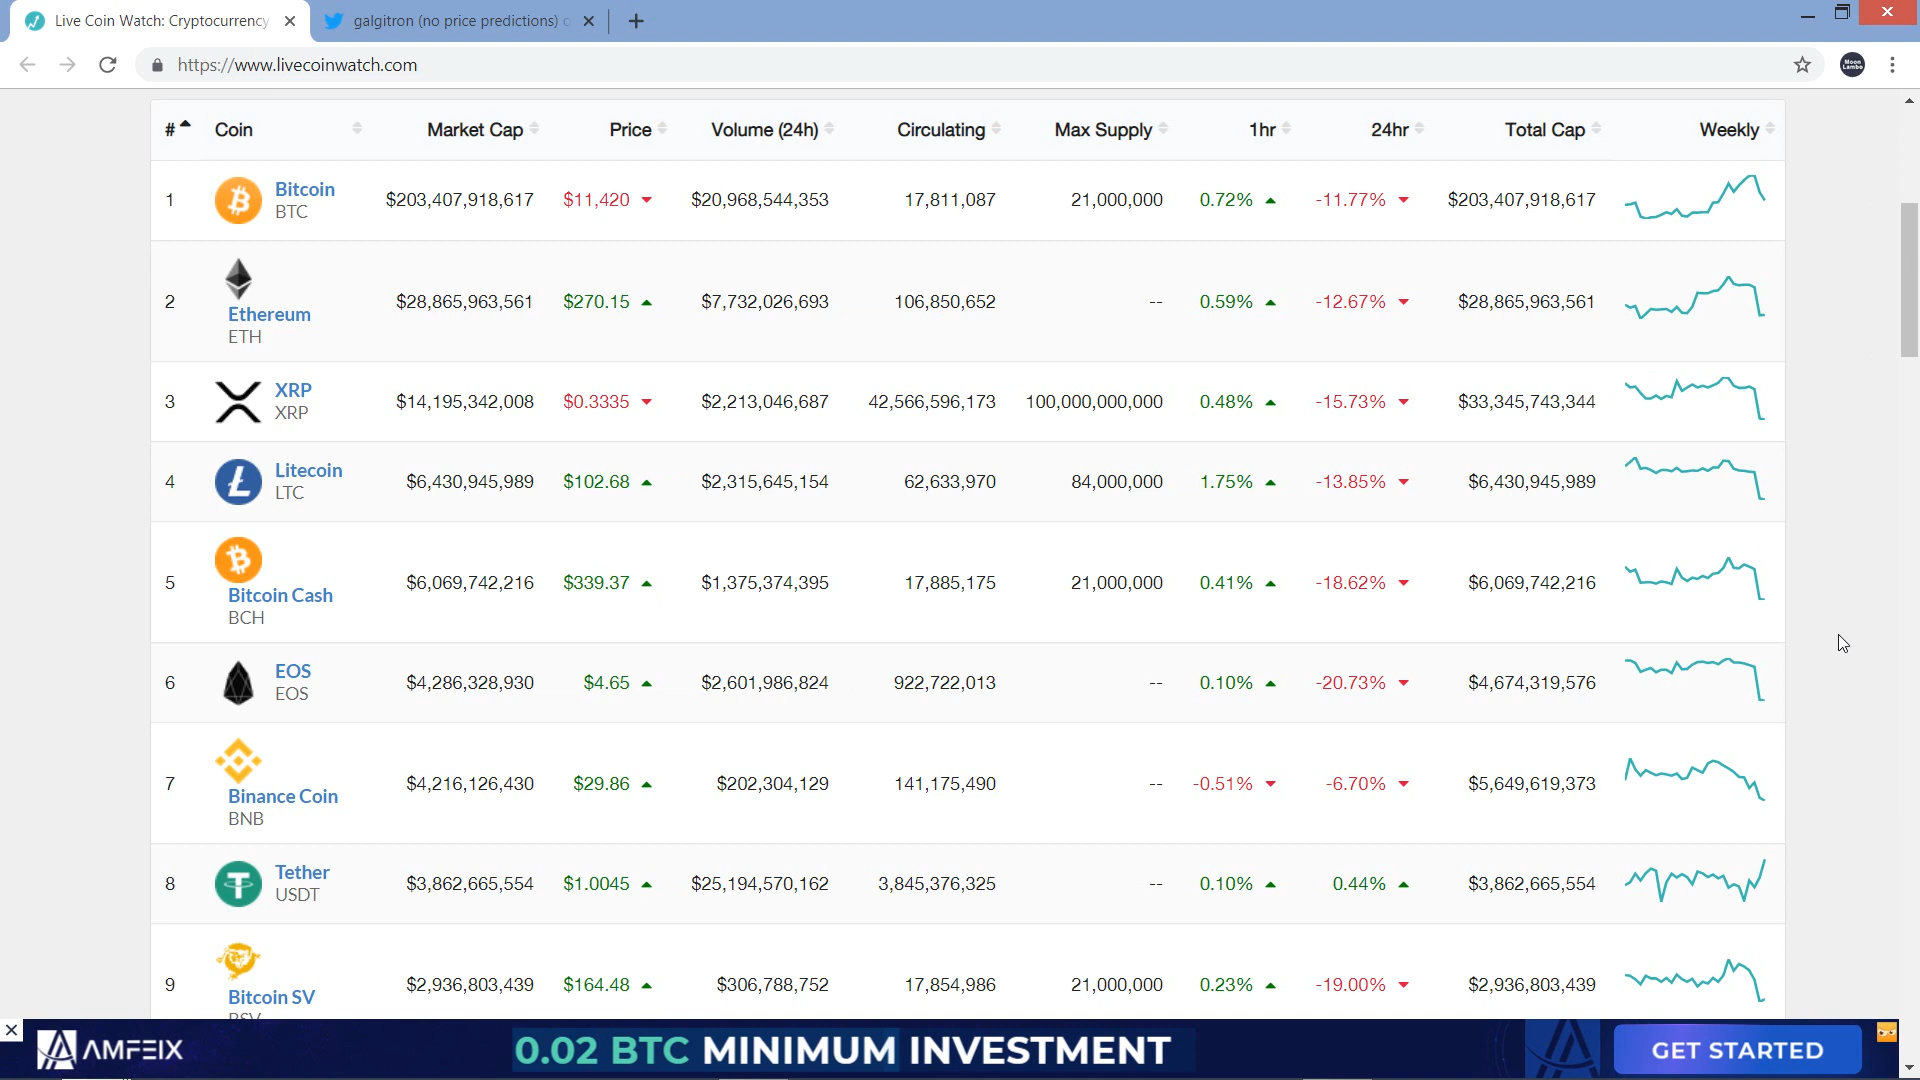 Live Coin Watch: Cryptocurrency
galgitron (no price predictions)
https://www.livecoinwatch.com
Moon Lambo
# Coin Market Cap Price Volume (24h) Circulating Max Supply 1hr 24hr Total Cap Weekly
1 Bitcoin BTC $203,407,918,617 $11,420 $20,968,544,353 17,811,087 21,000,000 0.72% -11.77% $203,407,918,617
2 Ethereum ETH $28,865,963,561 $270.15 $7,732,026,693 106,850,652 -- 0.59% -12.67% $28,865,963,561
3 XRP XRP $14,195,342,008 $0.3335 $2,213,046,687 42,566,596,173 100,000,000,000 0.48% -15.73% $33,345,743,344
4 Litecoin LTC $6,430,945,989 $102.68 $2,315,645,154 62,633,970 84,000,000 1.75% -13.85% $6,430,945,989
5 Bitcoin Cash BCH $6,069,742,216 $339.37 $1,375,374,395 17,885,175 21,000,000 0.41% -18.62% $6,069,742,216
6 EOS EOS $4,286,328,930 $4.65 $2,601,986,824 922,722,013 -- 0.10% -20.73% $4,674,319,576
7 Binance Coin BNB $4,216,126,430 $29.86 $202,304,129 141,175,490 -- -0.51% -6.70% $5,649,619,373
8 Tether USDT $3,862,665,554 $1.0045 $25,194,570,162 3,845,376,325 -- 0.10% 0.44% $3,862,665,554
9 Bitcoin SV BSV $2,936,803,439 $164.48 $306,788,752 17,854,986 21,000,000 0.23% -19.00% $2,936,803,439
AMFEIX
0.02 BTC MINIMUM INVESTMENT
GET STARTED